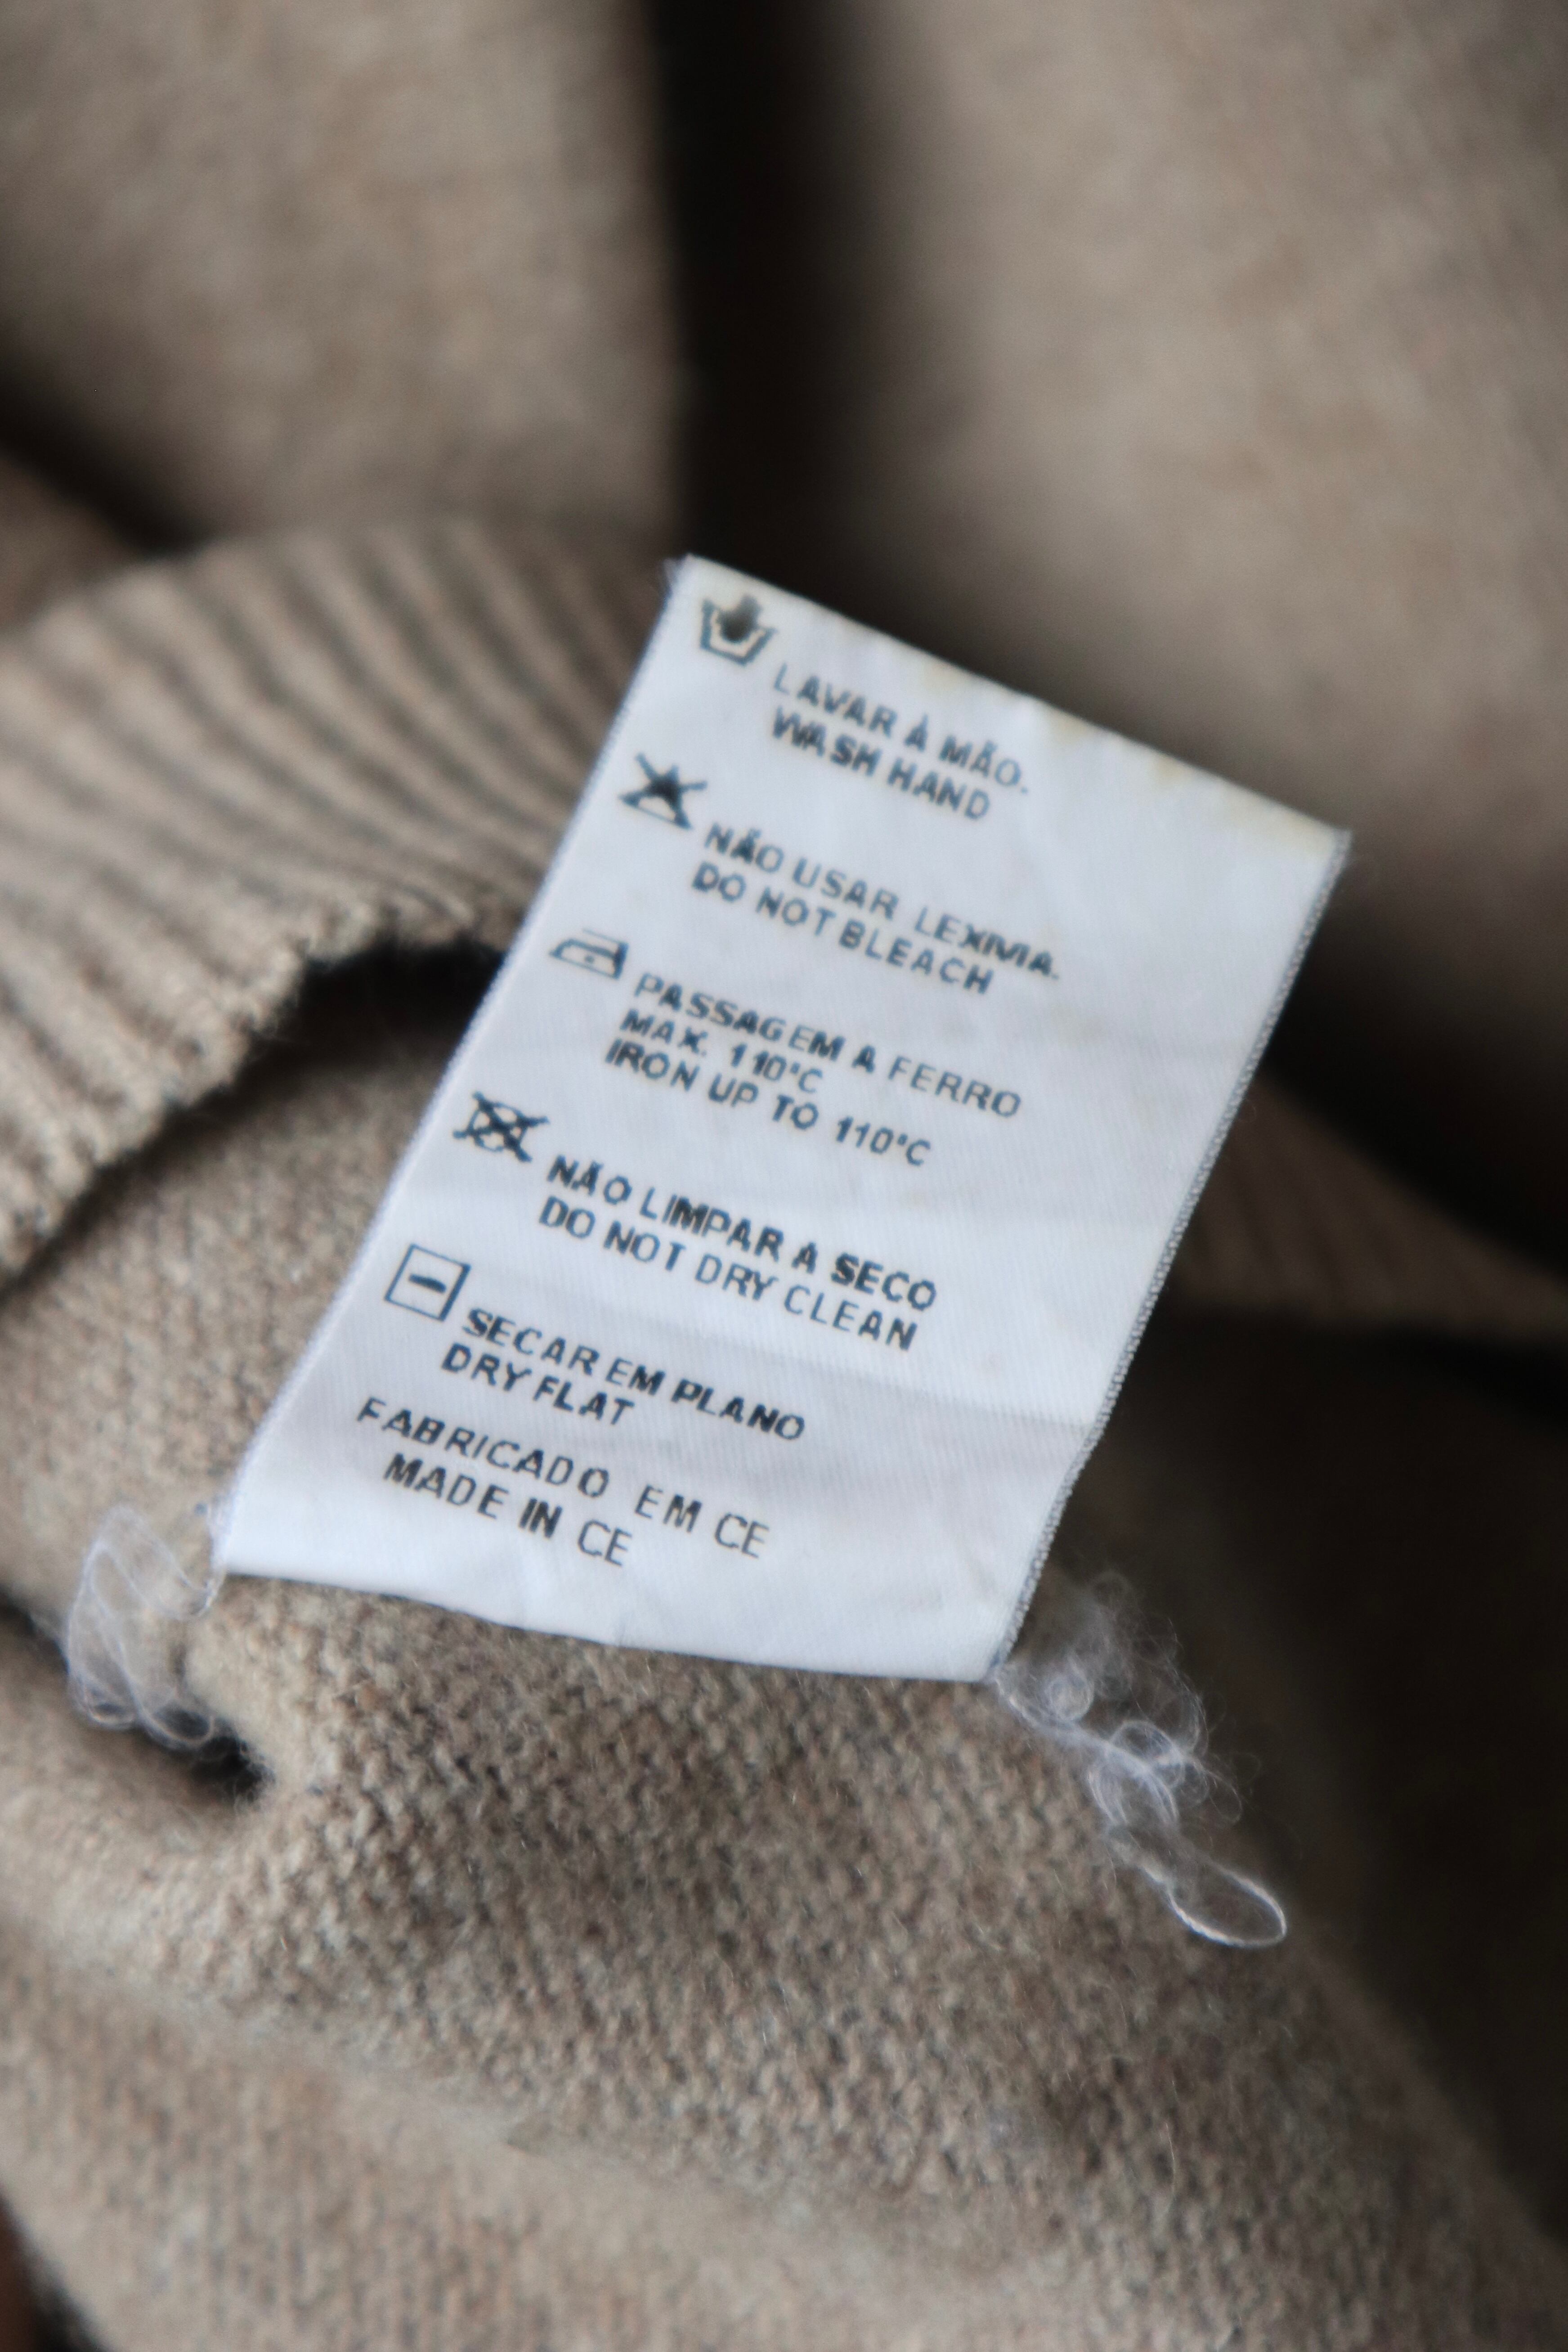 LAVAR À MÃO.
WASH HAND
NÃO USAR LEXIVIA.
DO NOT BLEACH
PASSAGEM A FERRO
MAX. 110°C
IRON UP TO 110°C
NÃO LIMPAR A SECO
DO NOT DRY CLEAN
SECAR EM PLANO
DRY FLAT
FABRICADO EM CE
MADE IN CE